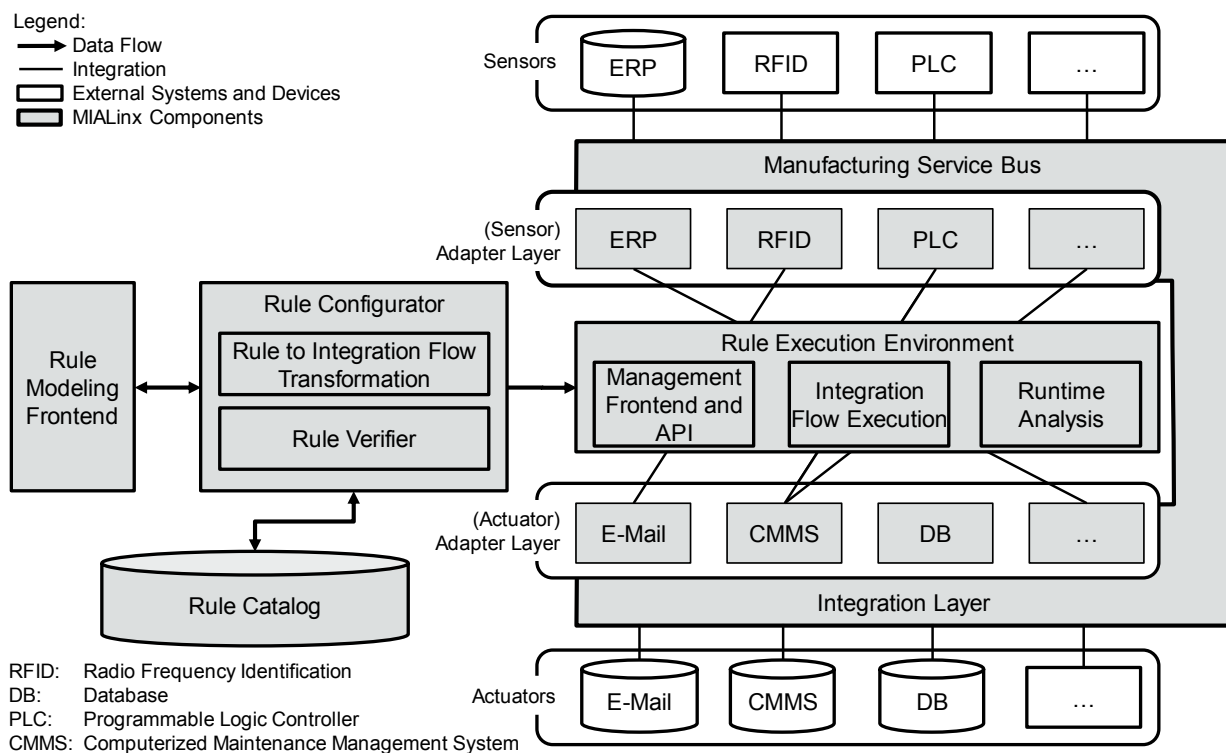 Legend:
Data Flow
Integration
External Systems and Devices
MIALinx Components
Sensors
ERP
RFID
PLC
...
Manufacturing Service Bus
(Sensor)
Adapter Layer
ERP
RFID
PLC
...
Rule
Modeling
Frontend
Rule Configurator
Rule to Integration Flow
Transformation
Rule Verifier
Rule Execution Environment
Management
Frontend and
API
Integration
Flow Execution
Runtime
Analysis
(Actuator)
Adapter Layer
E-Mail
CMMS
DB
...
Rule Catalog
Integration Layer
Actuators
E-Mail
CMMS
DB
...
RFID: Radio Frequency Identification
DB: Database
PLC: Programmable Logic Controller
CMMS: Computerized Maintenance Management System